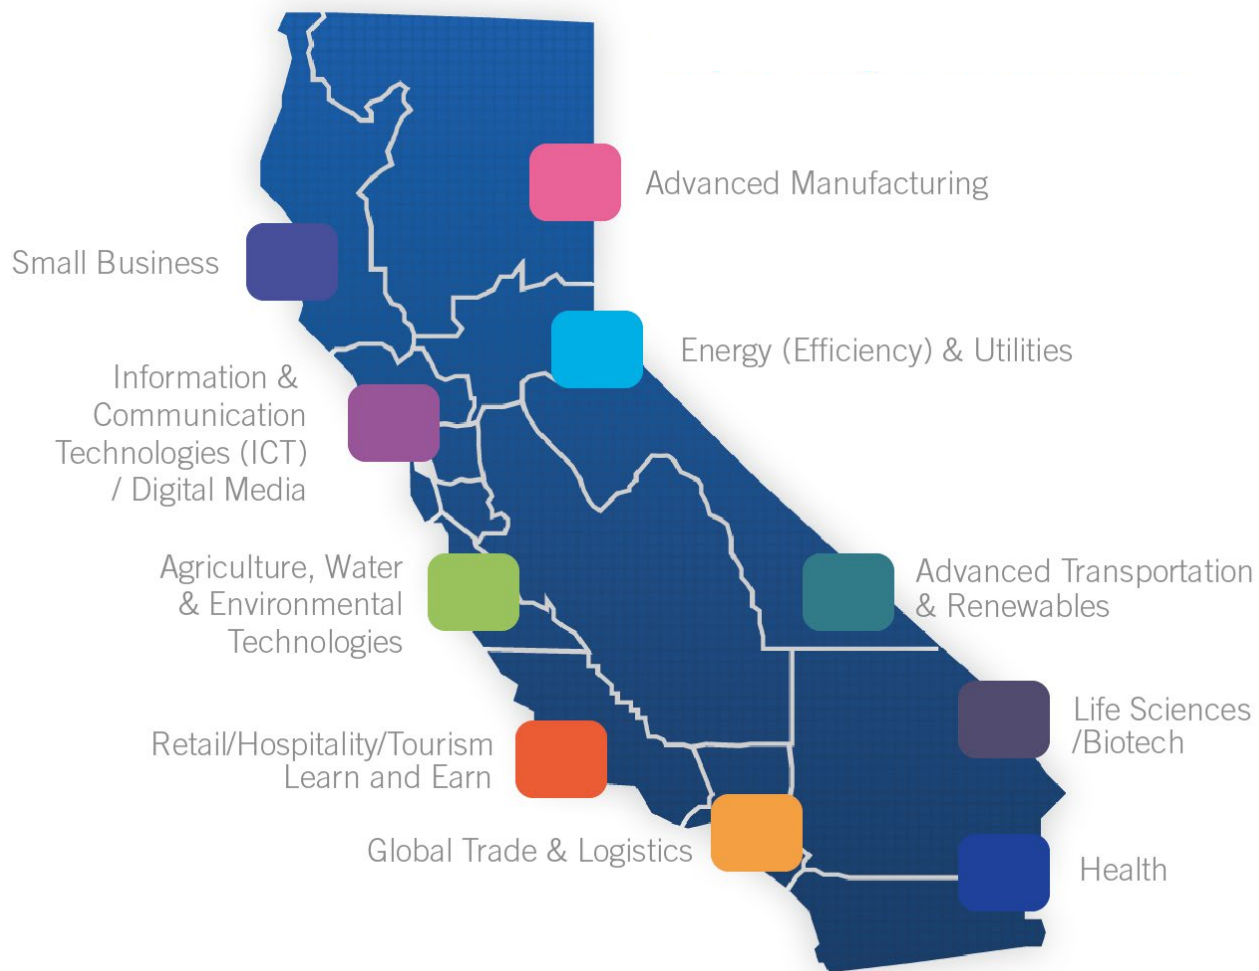 Advanced Manufacturing
Small Business
Energy (Efficiency) & Utilities
Information &
Communication
Technologies (ICT)
/ Digital Media
Agriculture, Water
& Environmental
Technologies
Advanced Transportation
& Renewables
Life Sciences
/Biotech
Retail/Hospitality/Tourism
Learn and Earn
Global Trade & Logistics
Health